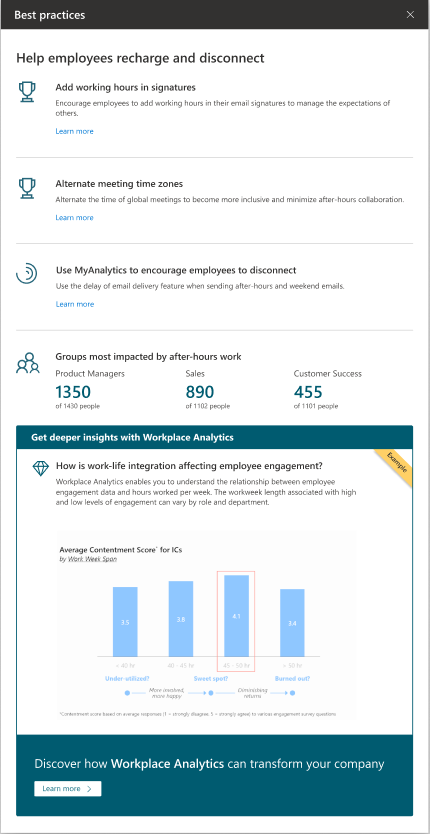 Best practices
Help employees recharge and disconnect
Add working hours in signatures
Encourage employees to add working hours in their email signatures to manage the expectations of
others.
Learn more
Alternate meeting time zones
Alternate the time of global meetings to become more inclusive and minimize after-hours collaboration.
Learn more
Use MyAnalytics to encourage employees to disconnect
Use the delay of email delivery feature when sending after-hours and weekend emails.
Learn more
Groups most impacted by after-hours work
Product Managers Sales Customer Success
1350 890 455
of 1430 people of 1102 people of 1101 people
Get deeper insights with Workplace Analytics
Example
How is work-life integration affecting employee engagement?
Workplace Analytics enables you to understand the relationship between employee
engagement data and hours worked per week. The workweek length associated with high
and low levels of engagement can vary by role and department.
Average Contentment Score* for ICs
by Work Week Span
3.5 3.8 4.1 3.4
< 40 hr 40 - 45 hr 45 - 50 hr > 50 hr
Under-utilized? Sweet spot? Burned out?
More involved, Diminishing
more happy returns
*Contentment score based on average responses (1 = strongly disagree, 5 = strongly agree) to various engagement survey questions
Discover how Workplace Analytics can transform your company
Learn more